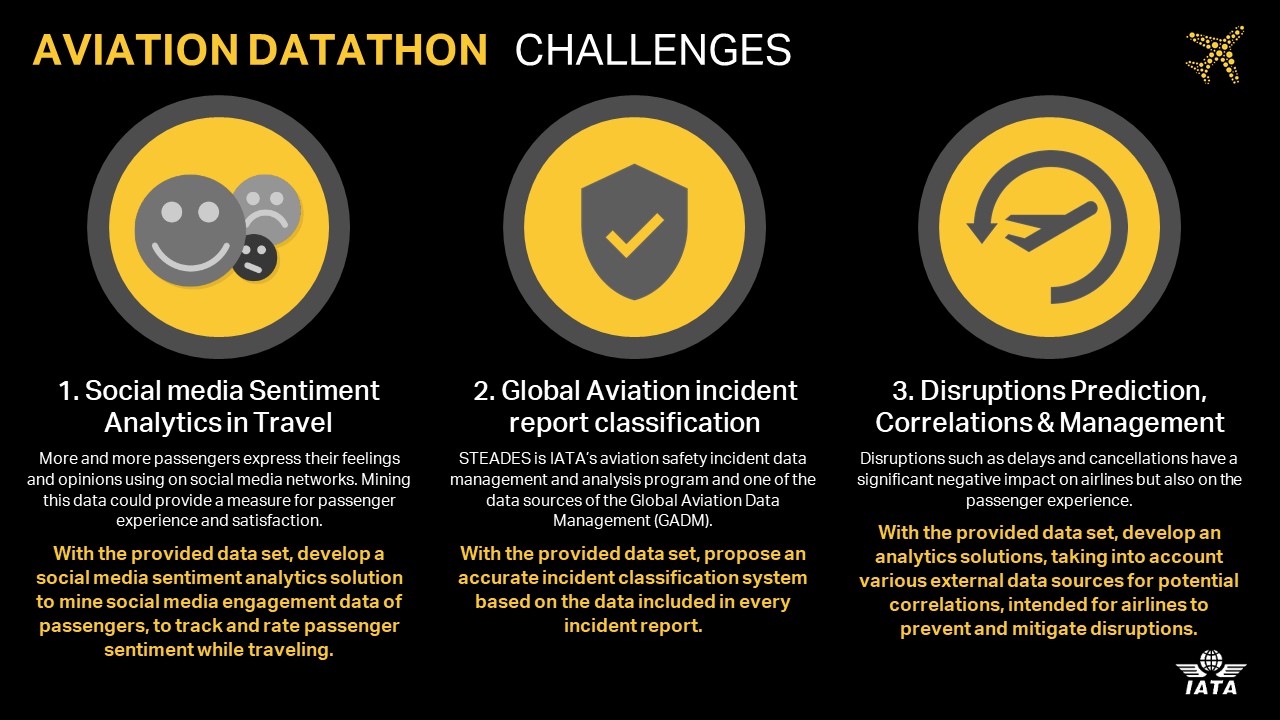 AVIATION DATATHON CHALLENGES
1. Social media Sentiment
Analytics in Travel
More and more passengers express their feelings
and opinions using on social media networks. Mining
this data could provide a measure for passenger
experience and satisfaction.
With the provided data set, develop a
social media sentiment analytics solution
to mine social media engagement data of
passengers, to track and rate passenger
sentiment while traveling.
2. Global Aviation incident
report classification
STEADES is IATA's aviation safety incident data
management and analysis program and one of the
data sources of the Global Aviation Data
Management (GADM).
With the provided data set, propose an
accurate incident classification system
based on the data included in every
incident report.
3. Disruptions Prediction,
Correlations & Management
Disruptions such as delays and cancellations have a
significant negative impact on airlines but also on the
passenger experience.
With the provided data set, develop an
analytics solutions, taking into account
various external data sources for potential
correlations, intended for airlines to
prevent and mitigate disruptions.
IATA